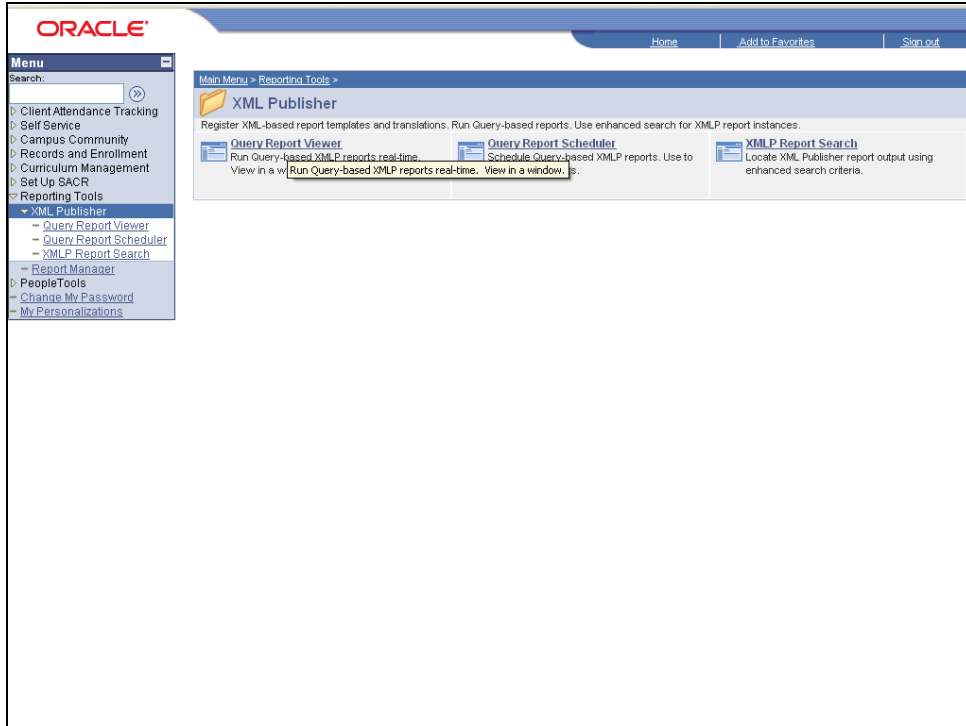 ORACLE'
Home
Add to Favorites
Sign out
Menu
Search:
Client Attendance Tracking
Self Service
Campus Community
Records and Enrollment
Curriculum Management
Set Up SACR
Reporting Tools
XML Publisher
Query Report Viewer
Query Report Scheduler
XMLP Report Search
Report Manager
PeopleTools
Change My Password
My Personalizations
Main Menu > Reporting Tools >
XML Publisher
Register XML-based report templates and translations. Run Query-based reports. Use enhanced search for XMLP report instances.
Query Report Viewer
Run Query-based XMLP reports real-time.
View in a w
Run Query-based XMLP reports real-time. View in a window.
Query Report Scheduler
Schedule Query-based XMLP reports. Use to
s.
XMLP Report Search
Locate XML Publisher report output using
enhanced search criteria.